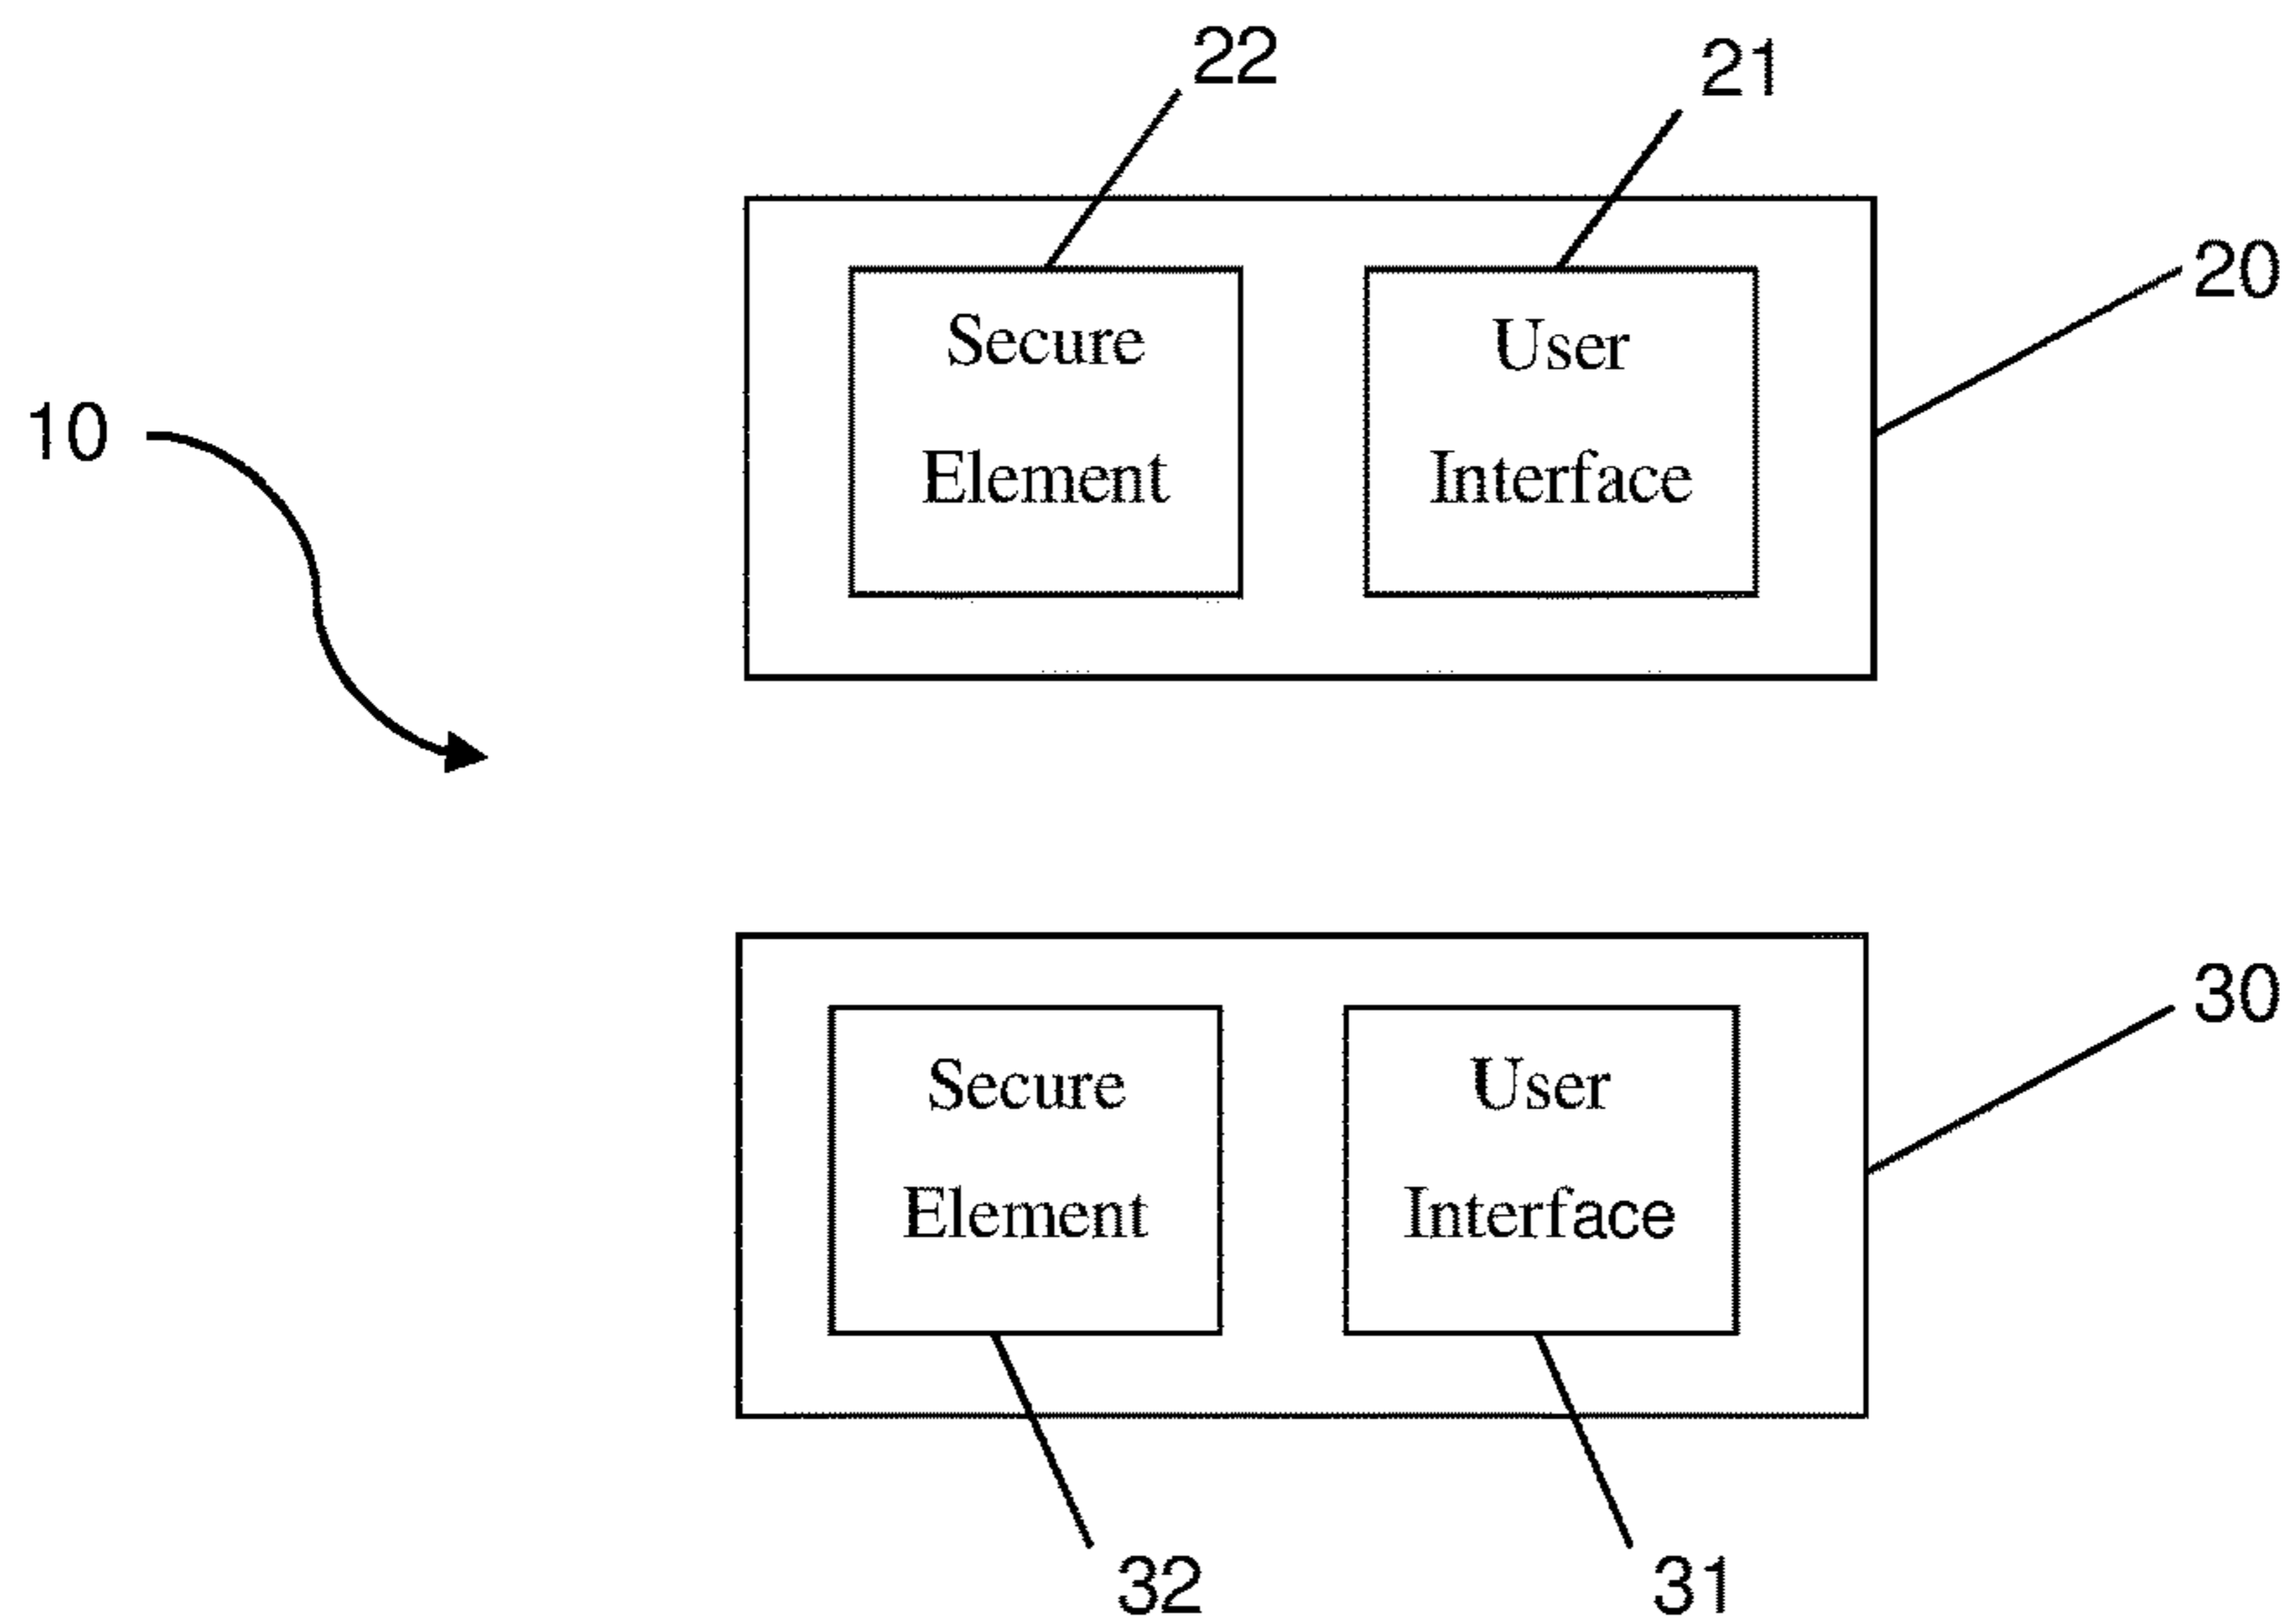 22
21
20
Secure
Element
User
Interface
10
30
Secure
Element
User
Interface
32
31